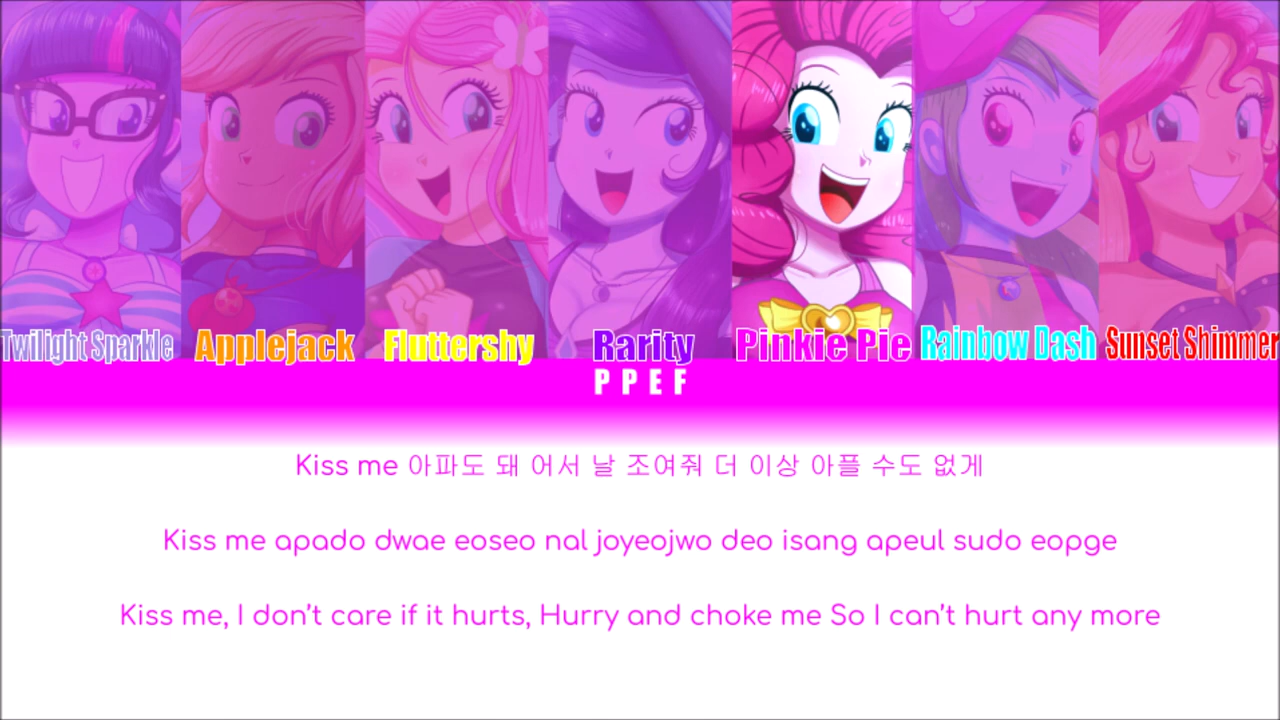 Twilight Sparkle Applejack Fluttershy Rarity Pinkie Pie Rainbow Dash Sunset Shimmer
P P E F
Kiss me 아파도 돼 어서 날 조여줘 더 이상 아플 수도 없게
Kiss me apado dwae eoseo nal joyeojwo deo isang apeul sudo eopge
Kiss me, I don’t care if it hurts, Hurry and choke me So I can’t hurt any more